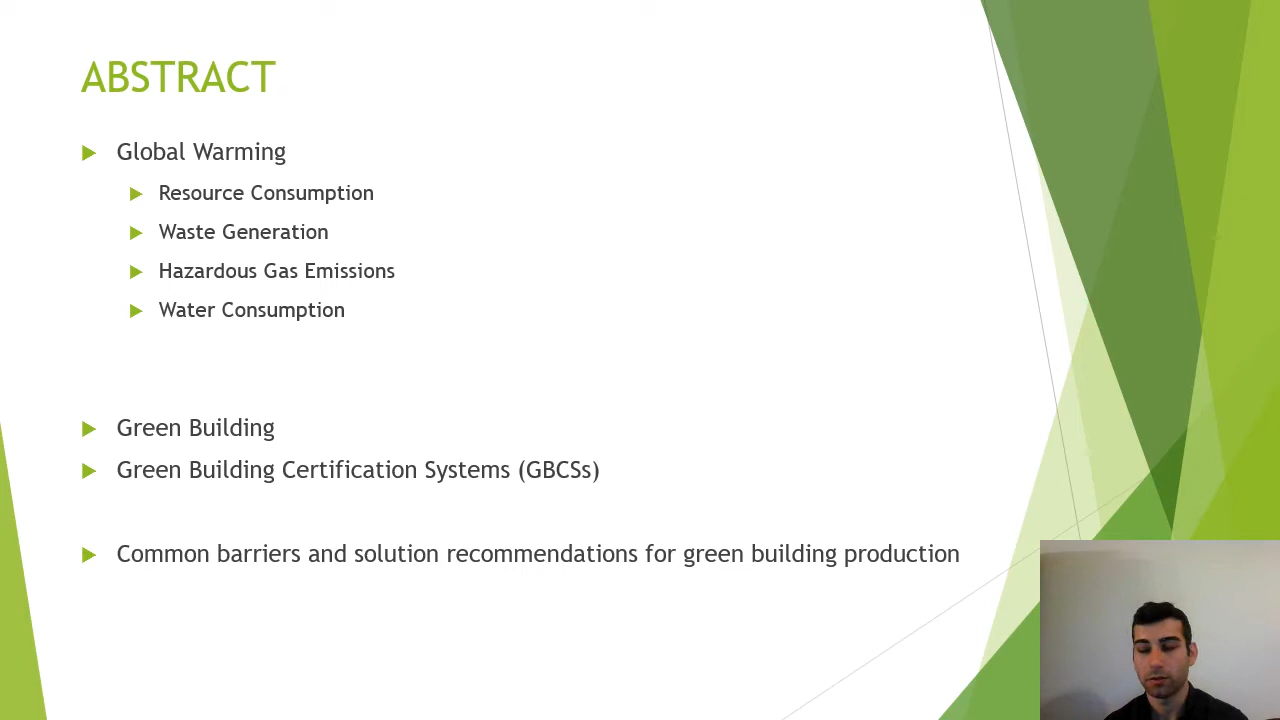 ABSTRACT
Global Warming
Resource Consumption
Waste Generation
Hazardous Gas Emissions
Water Consumption
Green Building
Green Building Certification Systems (GBCSs)
Common barriers and solution recommendations for green building production